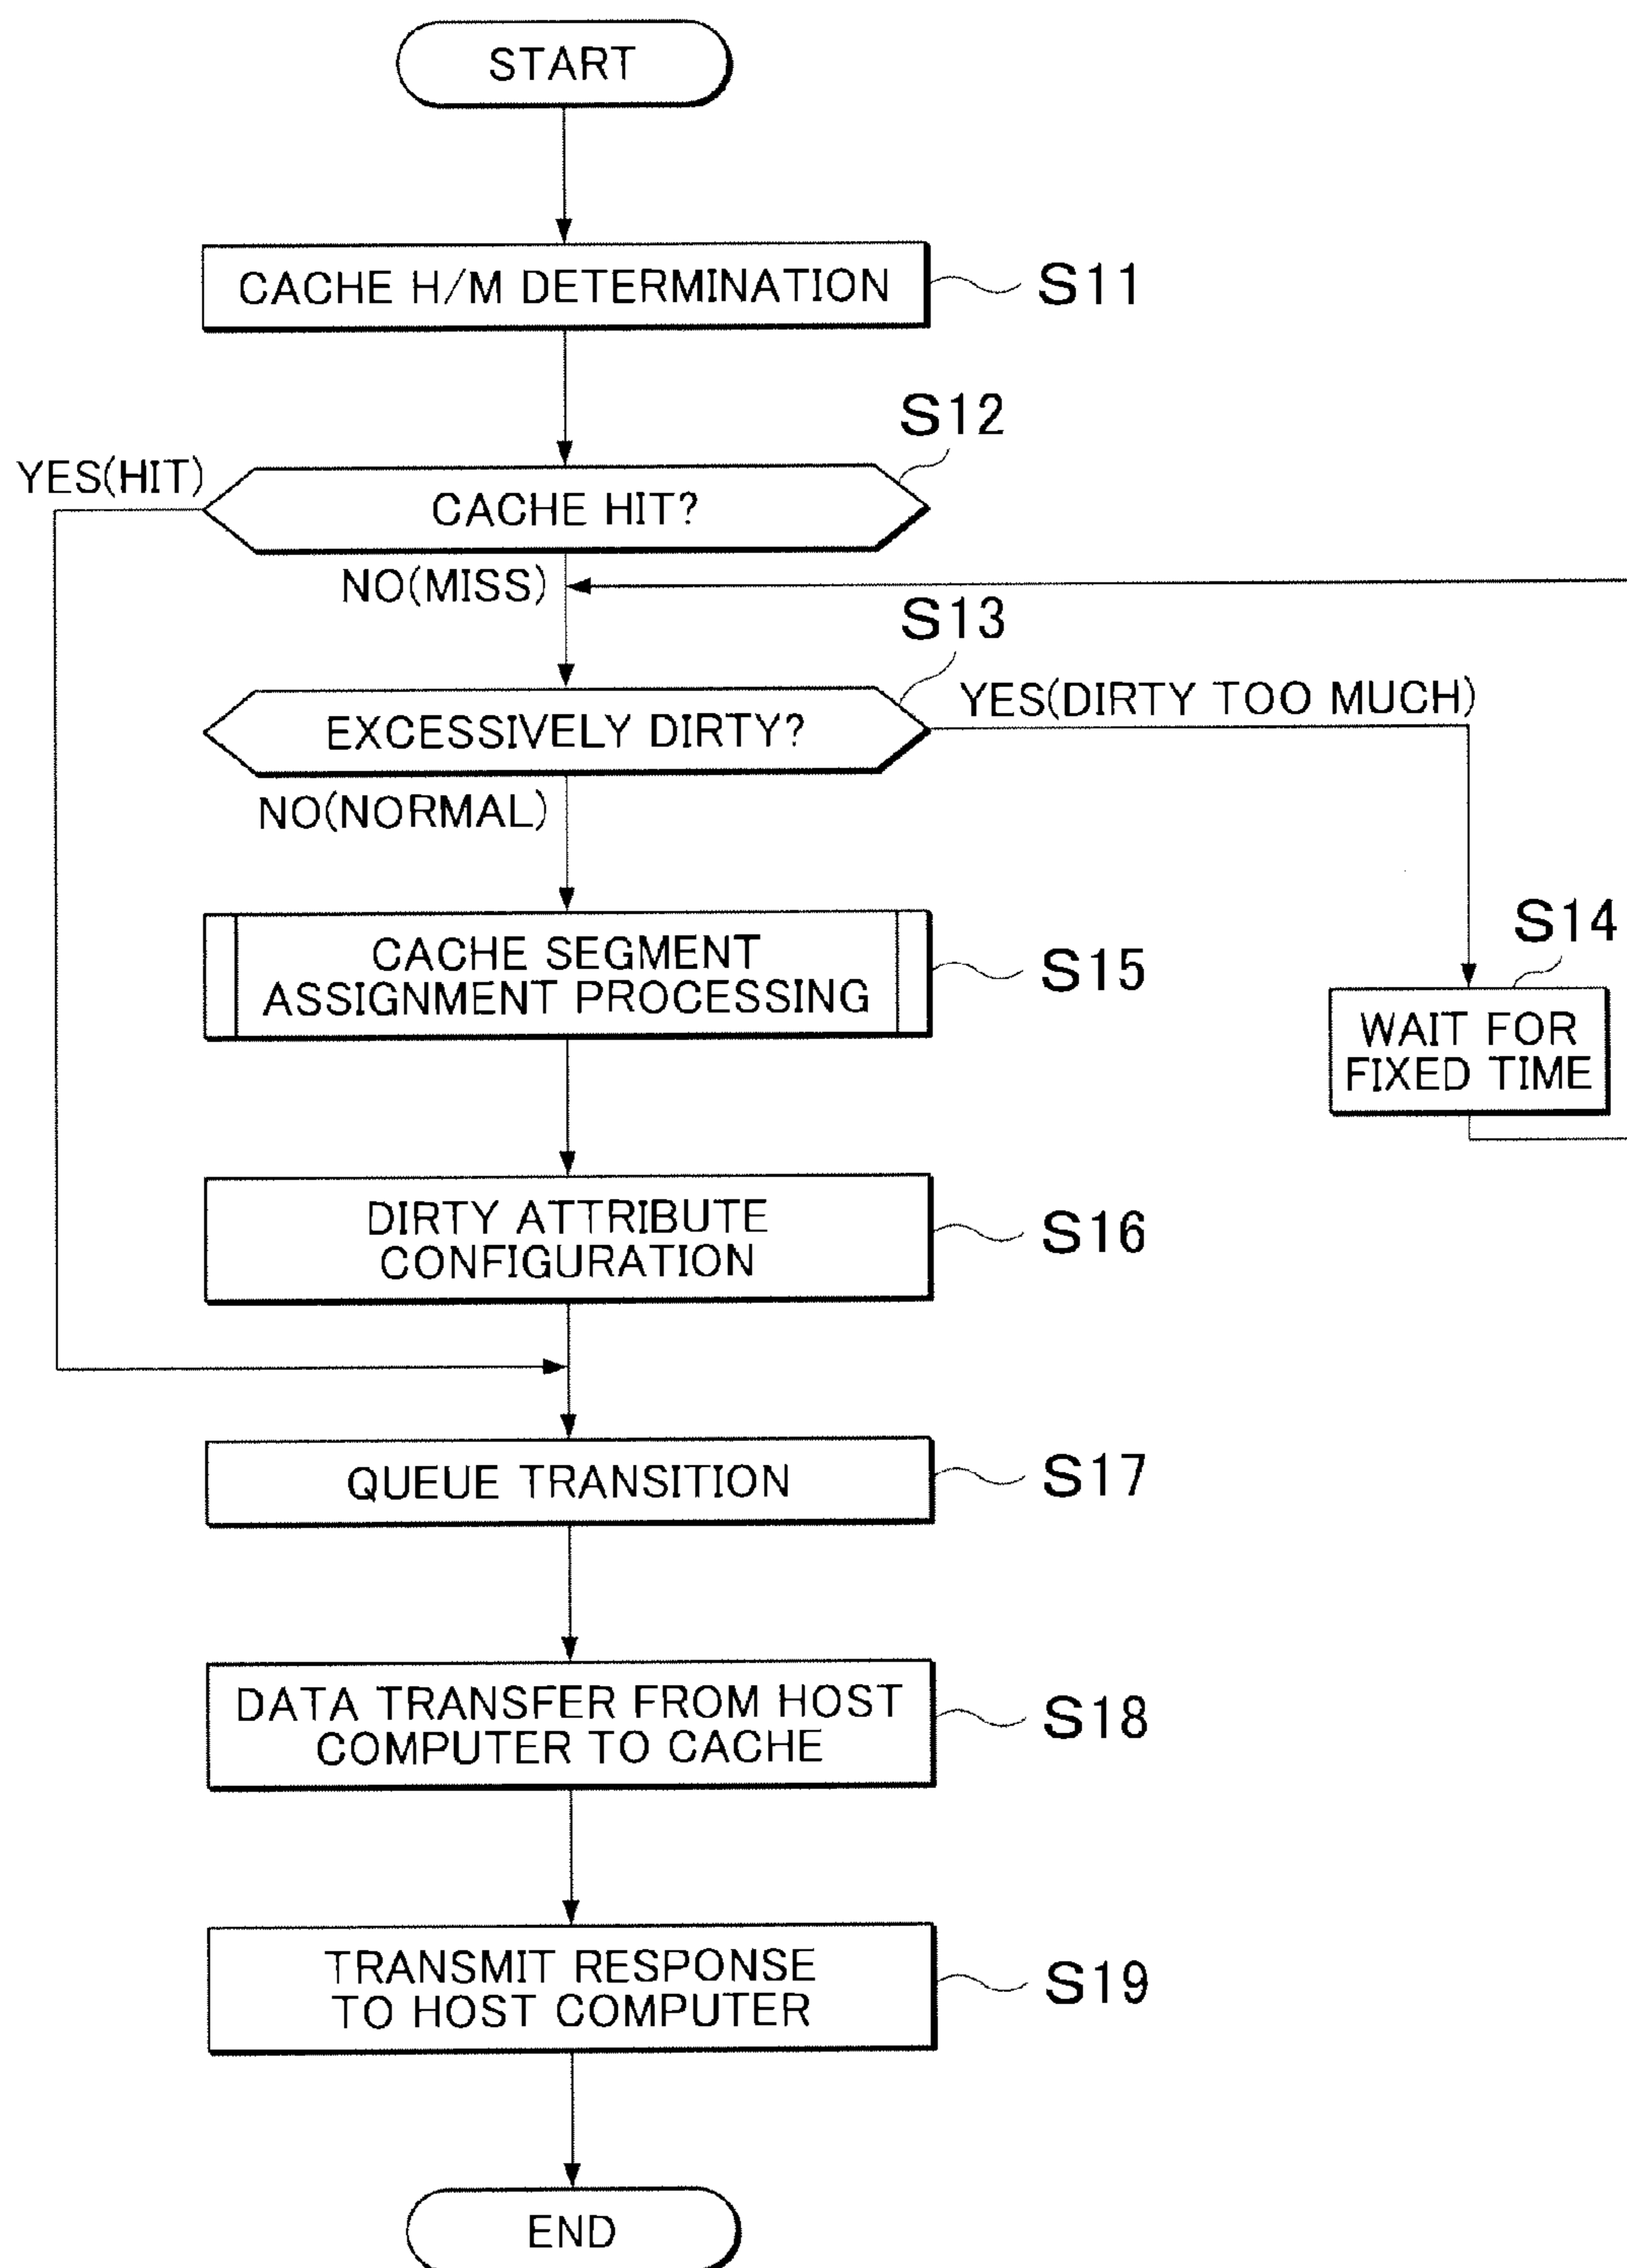 START
CACHE H/M DETERMINATION
S11
S12
YES(HIT)
CACHE HIT?
NO(MISS)
S13
EXCESSIVELY DIRTY?
YES(DIRTY TOO MUCH)
NO(NORMAL)
S14
WAIT FOR
FIXED TIME
CACHE SEGMENT
ASSIGNMENT PROCESSING
S15
DIRTY ATTRIBUTE
CONFIGURATION
S16
QUEUE TRANSITION
S17
DATA TRANSFER FROM HOST
COMPUTER TO CACHE
S18
TRANSMIT RESPONSE
TO HOST COMPUTER
S19
END